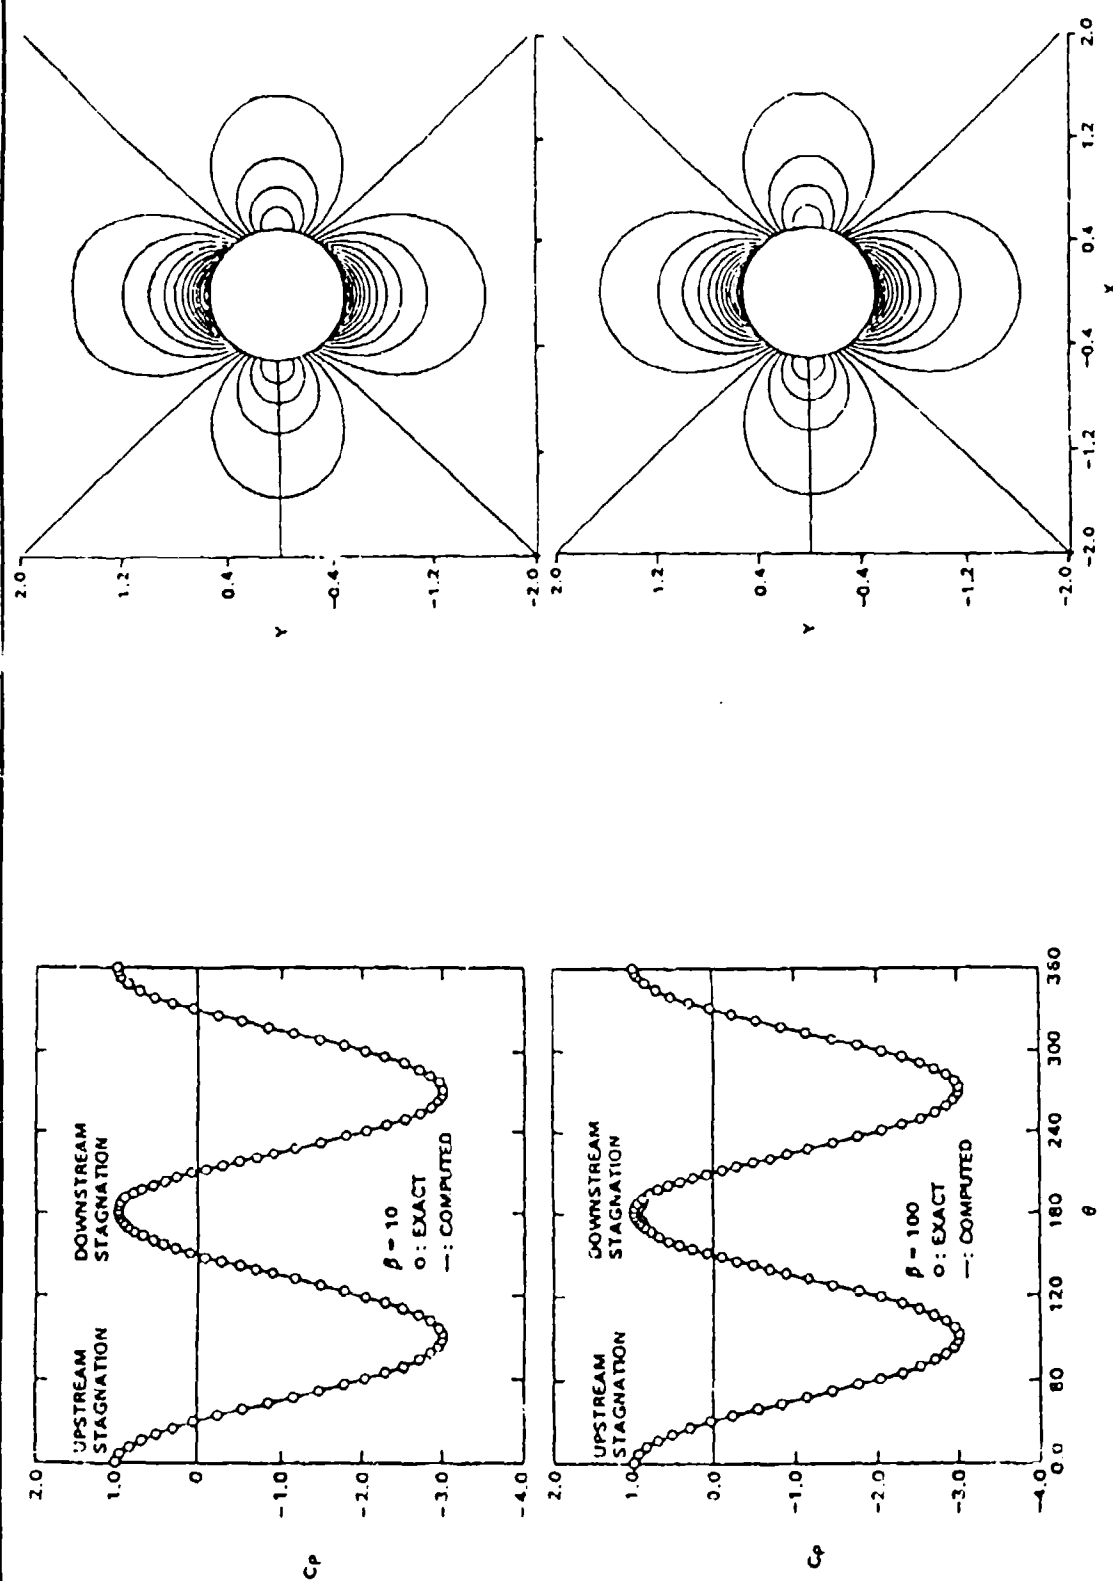 2.0
1.0
0
-1.0
-2.0
-3.0
-4.0
CP
UPSTREAM
STAGNATION
DOWNSTREAM
STAGNATION
β = 10
O : EXACT
— : COMPUTED
2.0
1.0
0.0
-1.0
-2.0
-3.0
-4.0
CP
UPSTREAM
STAGNATION
DOWNSTREAM
STAGNATION
β = 100
O : EXACT
— : COMPUTED
0.0 80 120 180 240 300 360
θ
2.0
1.2
0.4
-0.4
-1.2
-2.0
Y
2.0
1.2
0.4
-0.4
-1.2
-2.0
Y
-2.0 -1.2 -0.4 0.4 1.2 2.0
X